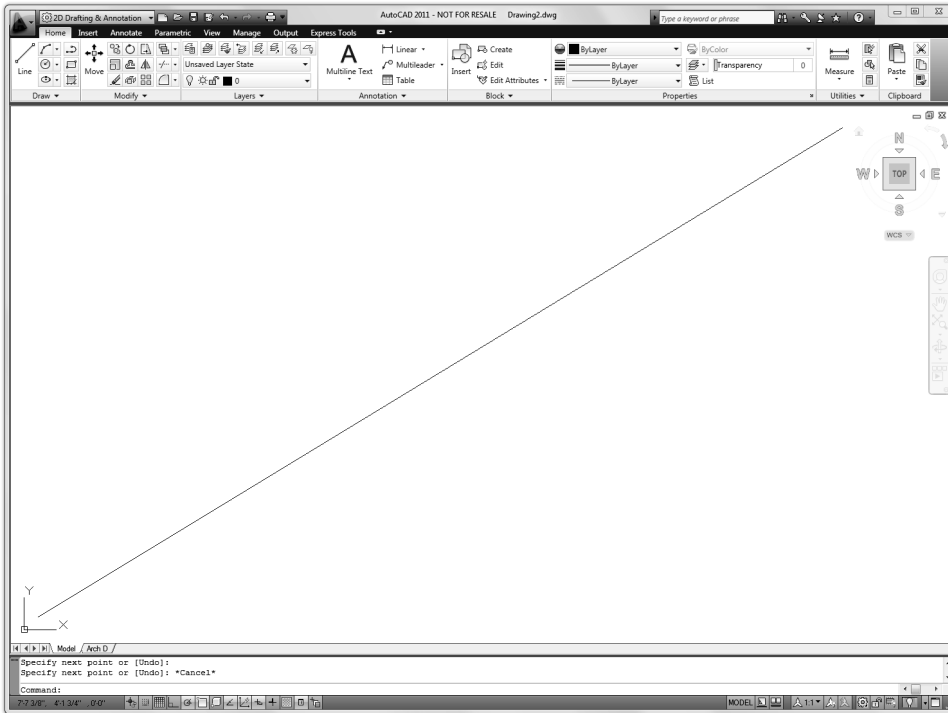 2D Drafting & Annotation
AutoCAD 2011 - NOT FOR RESALE Drawing2.dwg
Type a keyword or phrase
Home Insert Annotate Parametric View Manage Output Express Tools
Line
Move
Unsaved Layer State
0
A
Multiline Text
Linear
Multileader
Table
Insert
Create
Edit
Edit Attributes
ByLayer
ByLayer
ByLayer
ByColor
Transparency 0
List
Measure
Paste
Draw Modify Layers Annotation Block Properties Utilities Clipboard
N
W TOP E
S
WCS
Y
X
Model Arch D
Specify next point or [Undo]:
Specify next point or [Undo]: *Cancel*
Command:
7'-7 3/8", 4'-1 3/4" , 0'-0" MODEL 1:1